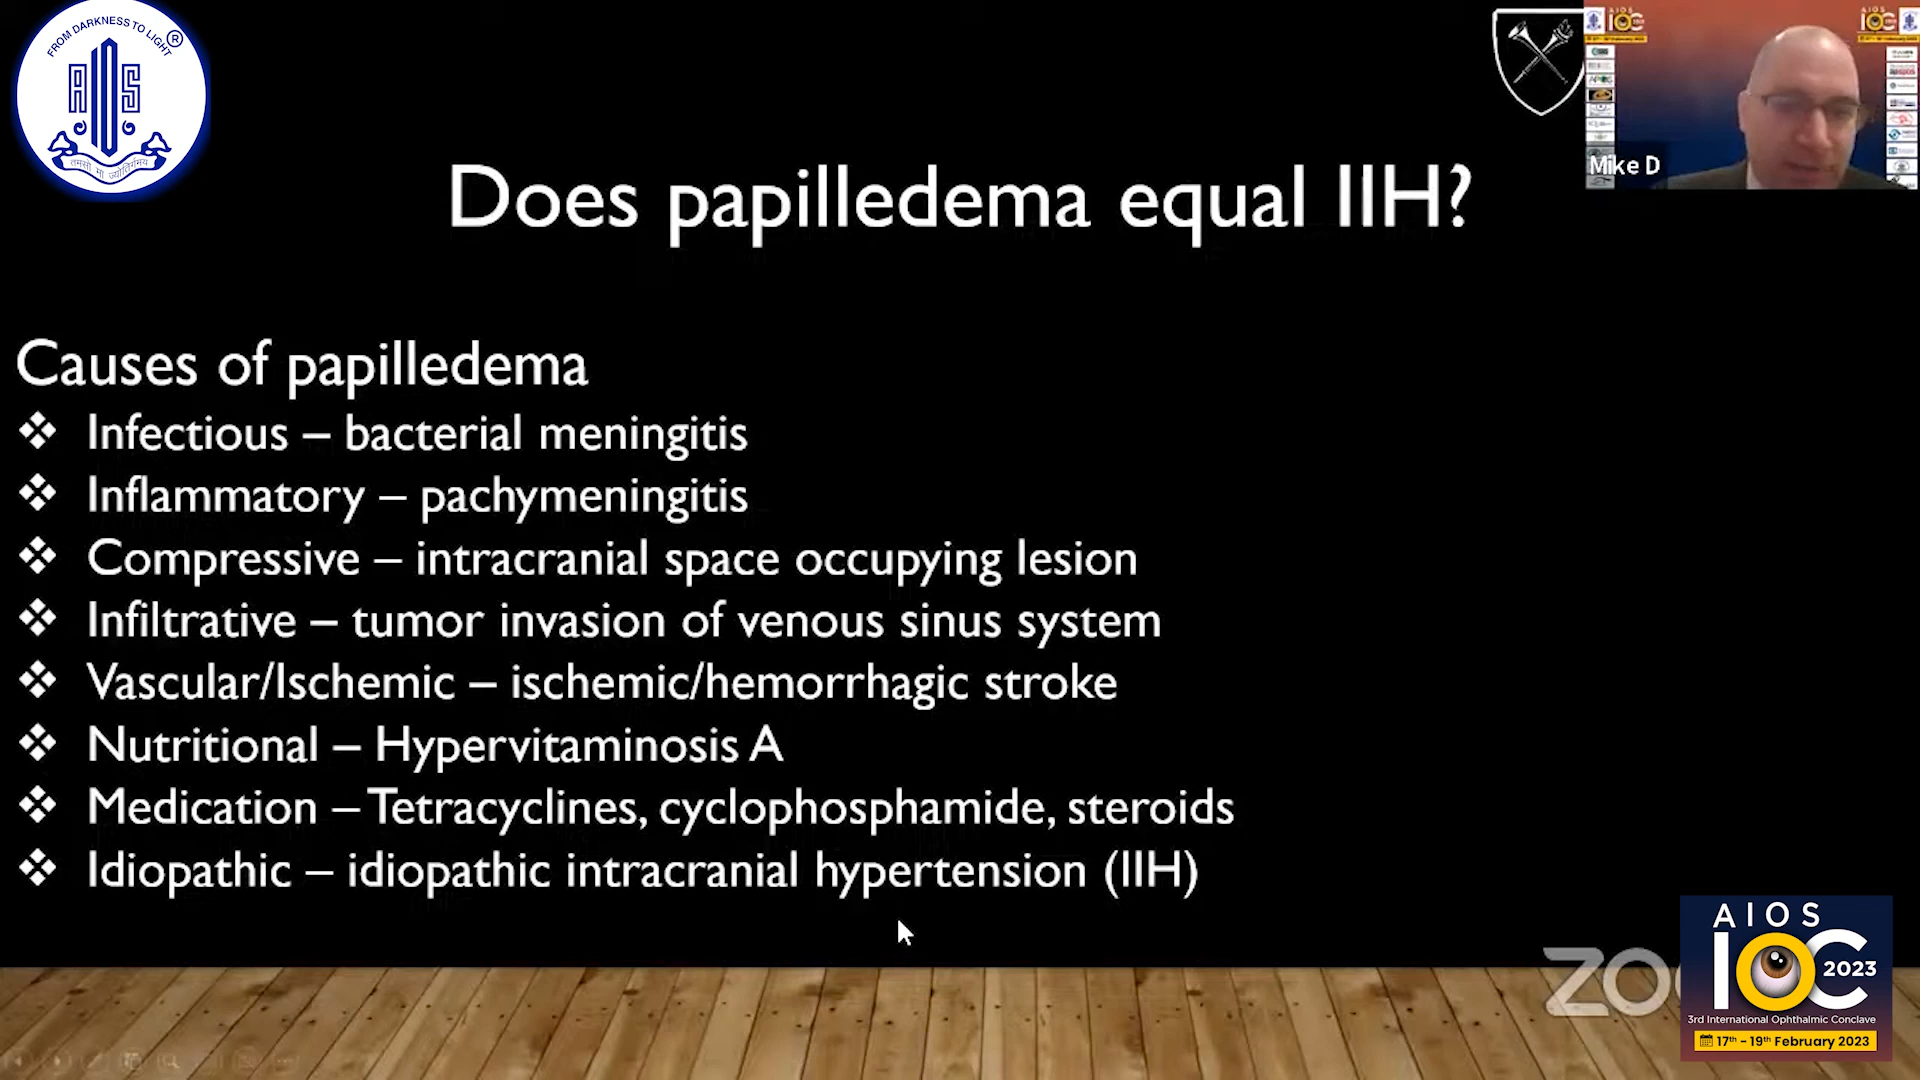 FROM DARKNESS TO LIGHT
®
AIOS
तमसो मा ज्योतिर्गमय
Mike D
Does papilledema equal IIH?
Causes of papilledema
❖ Infectious – bacterial meningitis
❖ Inflammatory – pachymeningitis
❖ Compressive – intracranial space occupying lesion
❖ Infiltrative – tumor invasion of venous sinus system
❖ Vascular/Ischemic – ischemic/hemorrhagic stroke
❖ Nutritional – Hypervitaminosis A
❖ Medication – Tetracyclines, cyclophosphamide, steroids
❖ Idiopathic – idiopathic intracranial hypertension (IIH)
AIOS
IOC
2023
3rd International Ophthalmic Conclave
17th - 19th February 2023